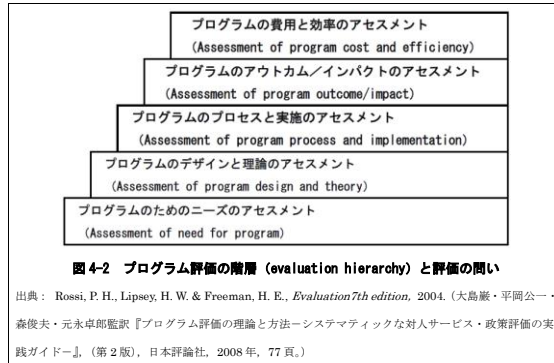 プログラムの費用と効率のアセスメント
(Assessment of program cost and efficiency)
プログラムのアウトカム／インパクトのアセスメント
(Assessment of program outcome/impact)
プログラムのプロセスと実施のアセスメント
(Assessment of program process and implementation)
プログラムのデザインと理論のアセスメント
(Assessment of program design and theory)
プログラムのためのニーズのアセスメント
(Assessment of need for program)
図 4-2　プログラム評価の階層（evaluation hierarchy）と評価の問い
出典： Rossi, P. H., Lipsey, H. W. & Freeman, H. E., Evaluation7th edition, 2004.（大島巌・平岡公一・
森俊夫・元永卓郎監訳『プログラム評価の理論と方法－システマティックな対人サービス・政策評価の実
践ガイド－』,（第 2 版）, 日本評論社, 2008 年, 77 頁。）